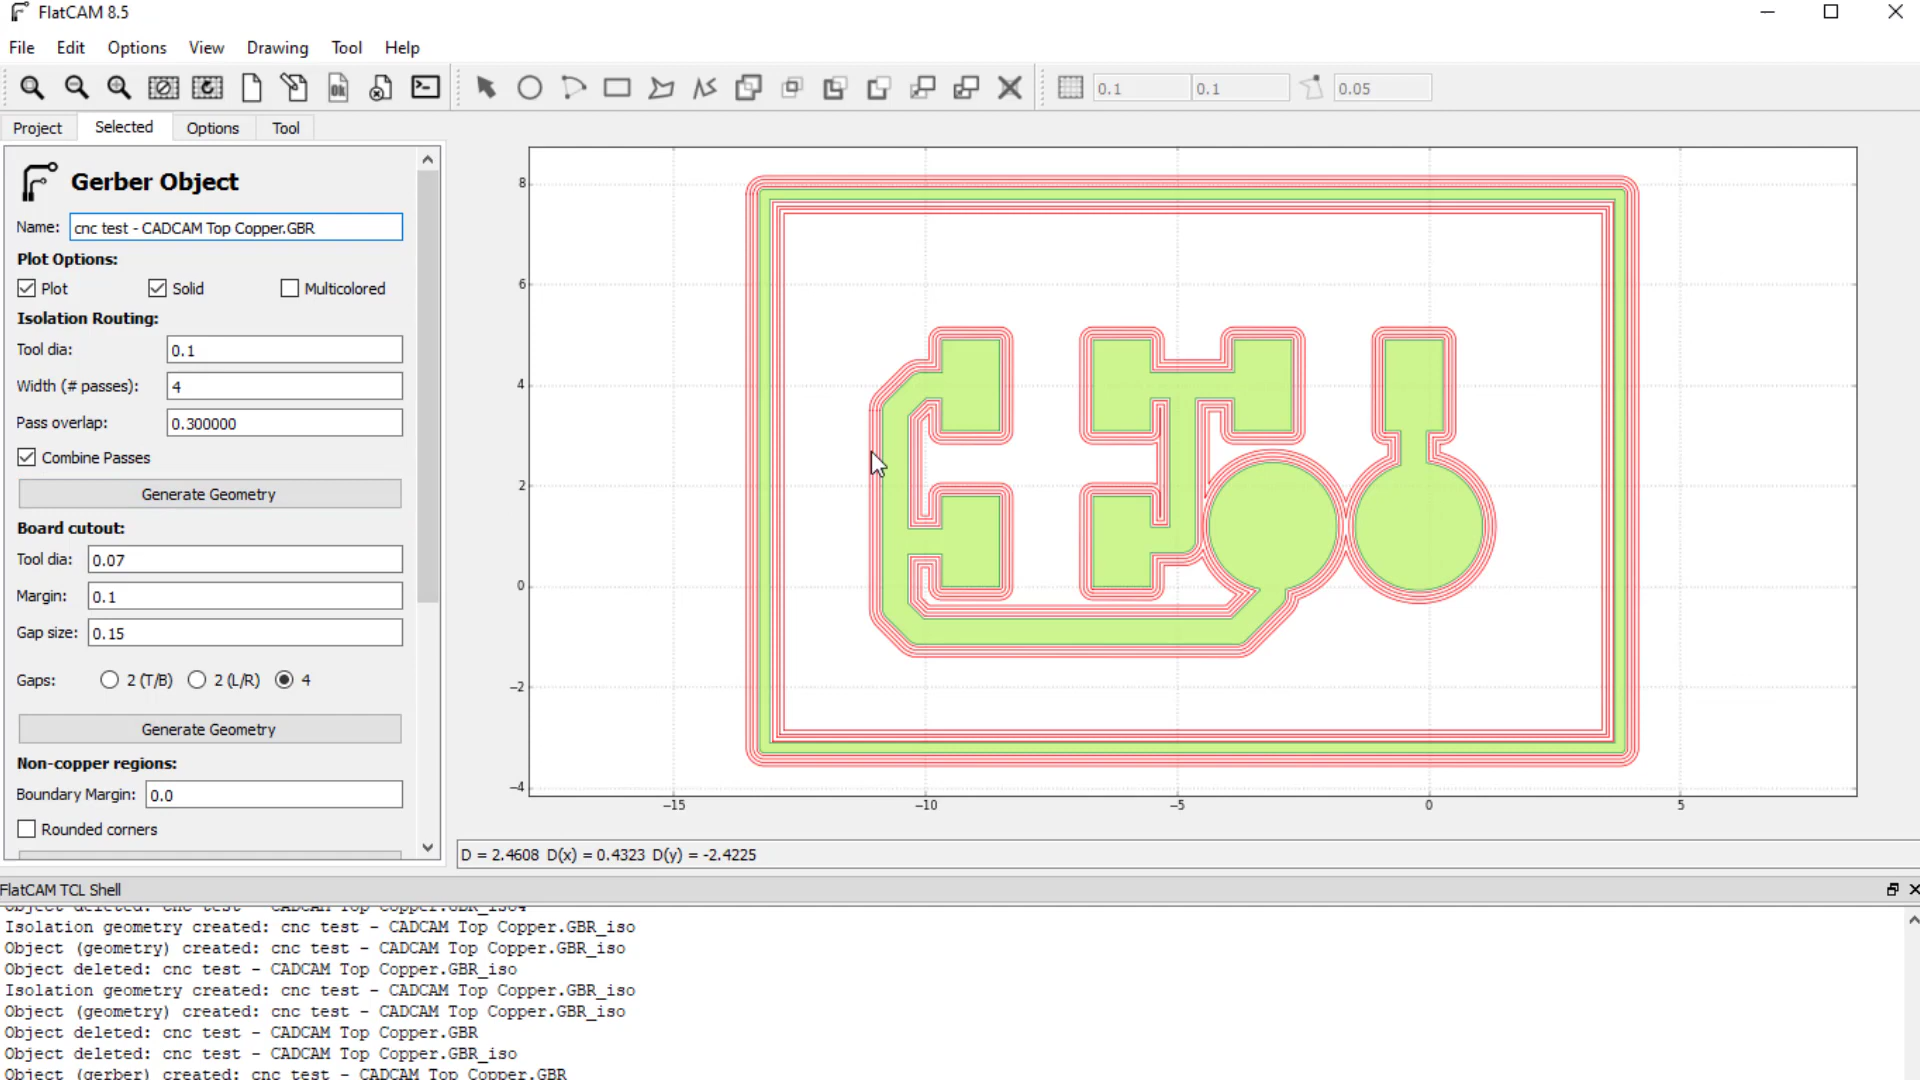 FlatCAM 8.5
File Edit Options View Drawing Tool Help
0.1 0.1 0.05
Project Selected Options Tool
Gerber Object
Name: cnc test - CADCAM Top Copper.GBR
Plot Options:
Plot Solid Multicolored
Isolation Routing:
Tool dia: 0.1
Width (# passes): 4
Pass overlap: 0.300000
Combine Passes
Generate Geometry
Board cutout:
Tool dia: 0.07
Margin: 0.1
Gap size: 0.15
Gaps: 2 (T/B) 2 (L/R) 4
Generate Geometry
Non-copper regions:
Boundary Margin: 0.0
Rounded corners
8
6
4
2
0
−2
−4
−15 −10 −5 0 5
D = 2.4608 D(x) = 0.4323 D(y) = -2.4225
FlatCAM TCL Shell
Object deleted: cnc test - CADCAM Top Copper.GBR_iso4
Isolation geometry created: cnc test - CADCAM Top Copper.GBR_iso
Object (geometry) created: cnc test - CADCAM Top Copper.GBR_iso
Object deleted: cnc test - CADCAM Top Copper.GBR_iso
Isolation geometry created: cnc test - CADCAM Top Copper.GBR_iso
Object (geometry) created: cnc test - CADCAM Top Copper.GBR_iso
Object deleted: cnc test - CADCAM Top Copper.GBR
Object deleted: cnc test - CADCAM Top Copper.GBR_iso
Object (gerber) created: cnc test - CADCAM Top Copper.GBR